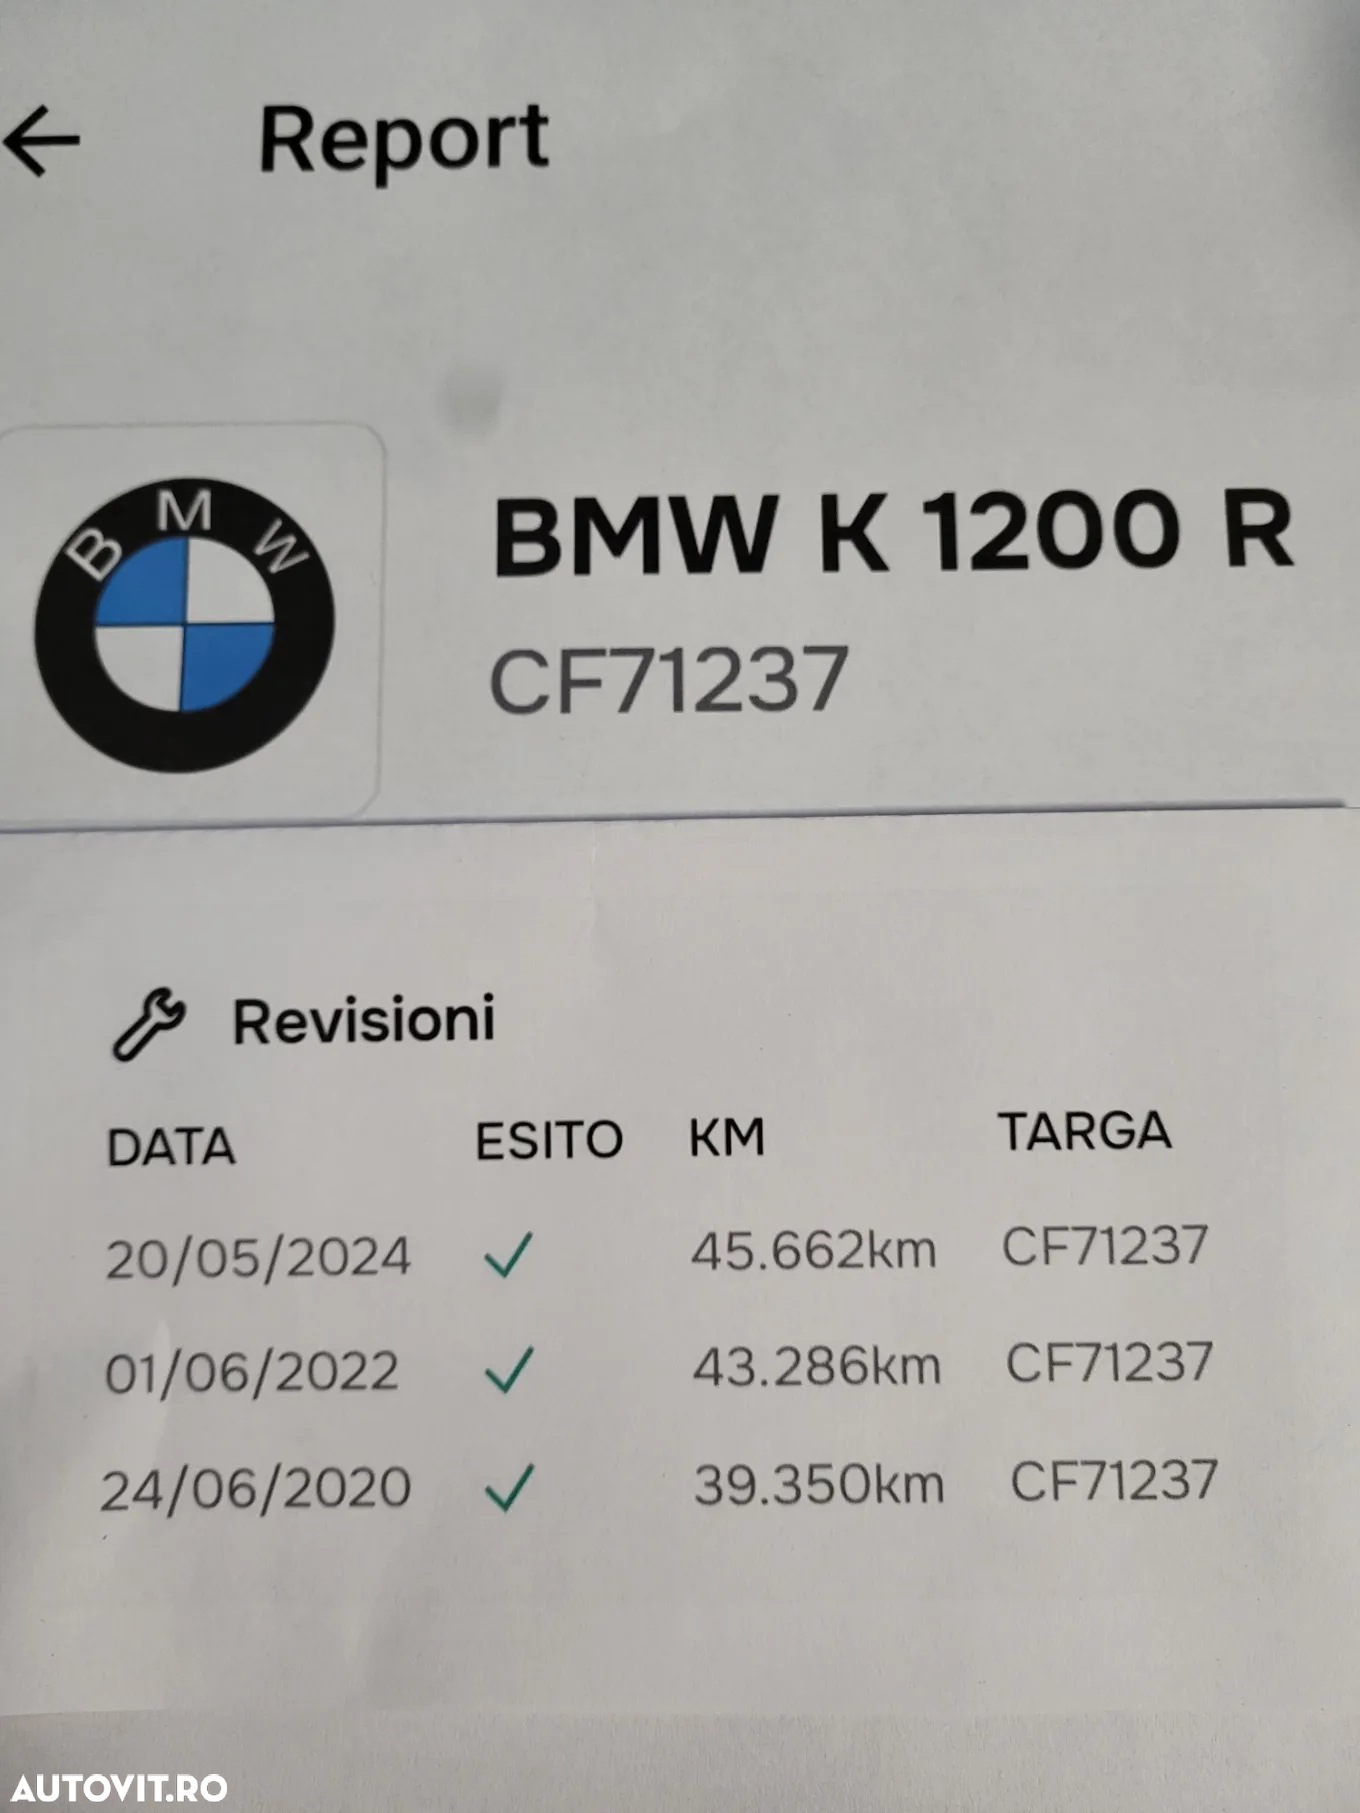 Report
BMW
BMW K 1200 R
CF71237
Revisioni
DATA ESITO KM TARGA
20/05/2024 ✓ 45.662km CF71237
01/06/2022 ✓ 43.286km CF71237
24/06/2020 ✓ 39.350km CF71237
AUTOVIT.RO